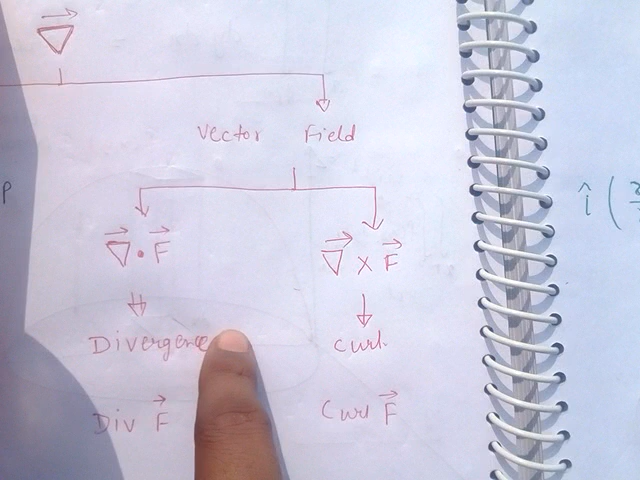 ∇⃗
Vector Field
∇⃗ • F⃗
∇⃗ × F⃗
Divergence
Curl
Div F⃗
Curl F⃗
P
î (